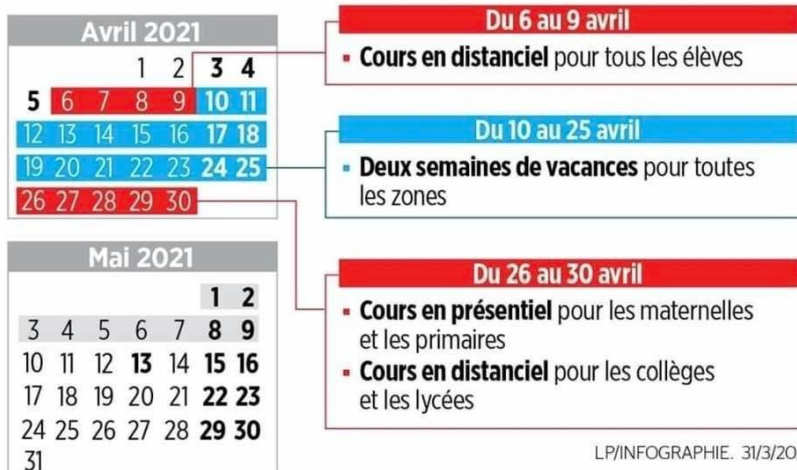 Avril 2021
1 2 3 4
5 6 7 8 9 10 11
12 13 14 15 16 17 18
19 20 21 22 23 24 25
26 27 28 29 30
Mai 2021
1 2
3 4 5 6 7 8 9
10 11 12 13 14 15 16
17 18 19 20 21 22 23
24 25 26 27 28 29 30
31
Du 6 au 9 avril
▪ Cours en distanciel pour tous les élèves
Du 10 au 25 avril
▪ Deux semaines de vacances pour toutes
les zones
Du 26 au 30 avril
▪ Cours en présentiel pour les maternelles
et les primaires
▪ Cours en distanciel pour les collèges
et les lycées
LP/INFOGRAPHIE. 31/3/20